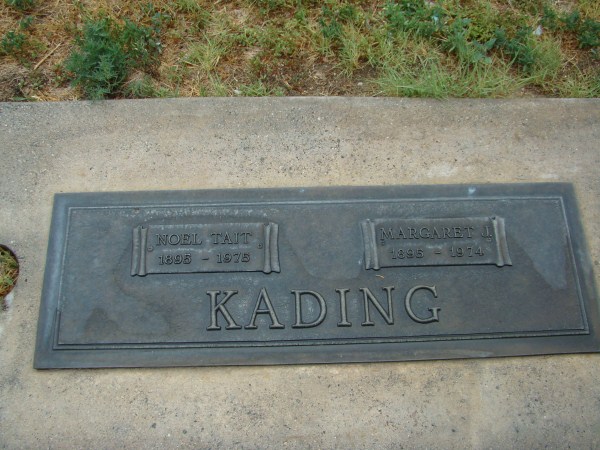 NOEL TAIT
1895 - 1975
MARGARET J.
1895 - 1974
KADING